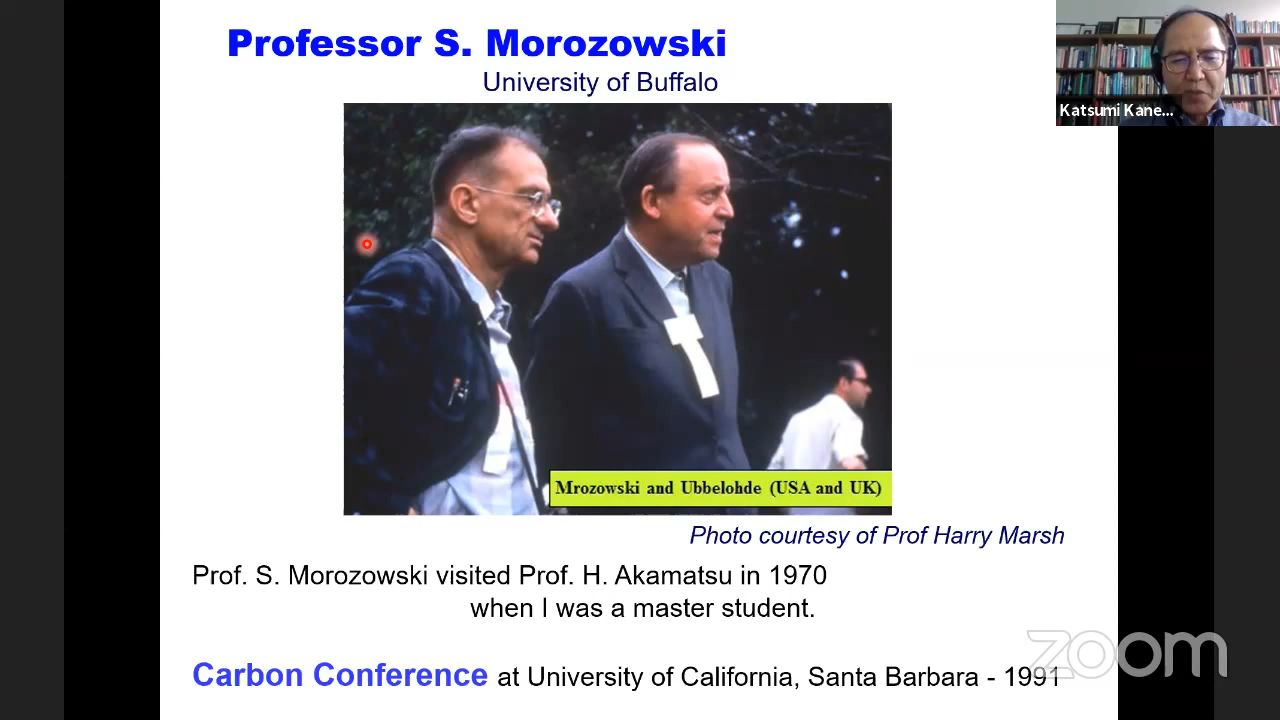 Professor S. Morozowski
University of Buffalo
Katsumi Kane...
Mrozowski and Ubbelohde (USA and UK)
Photo courtesy of Prof Harry Marsh
Prof. S. Morozowski visited Prof. H. Akamatsu in 1970
when I was a master student.
zoom
Carbon Conference at University of California, Santa Barbara - 1991